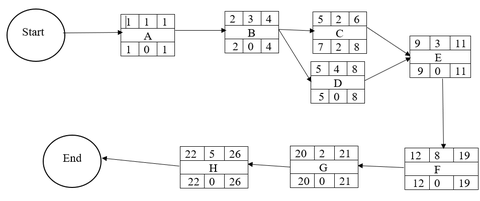 Start
1 1 1
A
1 0 1
2 3 4
B
2 0 4
5 2 6
C
7 2 8
5 4 8
D
5 0 8
9 3 11
E
9 0 11
12 8 19
F
12 0 19
20 2 21
G
20 0 21
22 5 26
H
22 0 26
End